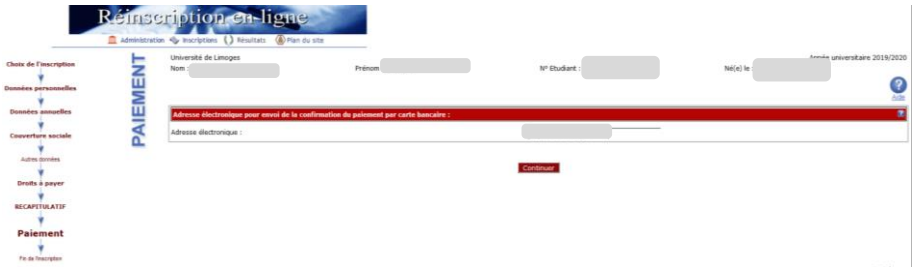 Réinscription en-ligne
Administration Inscriptions Résultats Plan du site
Choix de l'inscription
Données personnelles
Données annuelles
Couverture sociale
Autres données
Droits à payer
RECAPITULATIF
Paiement
Fin de l'inscription
PAIEMENT
Université de Limoges
Année universitaire 2019/2020
Nom : Prénom N° Etudiant : Né(e) le :
?
Aide
Adresse électronique pour envoi de la confirmation du paiement par carte bancaire : ?
Adresse électronique :
Continuer